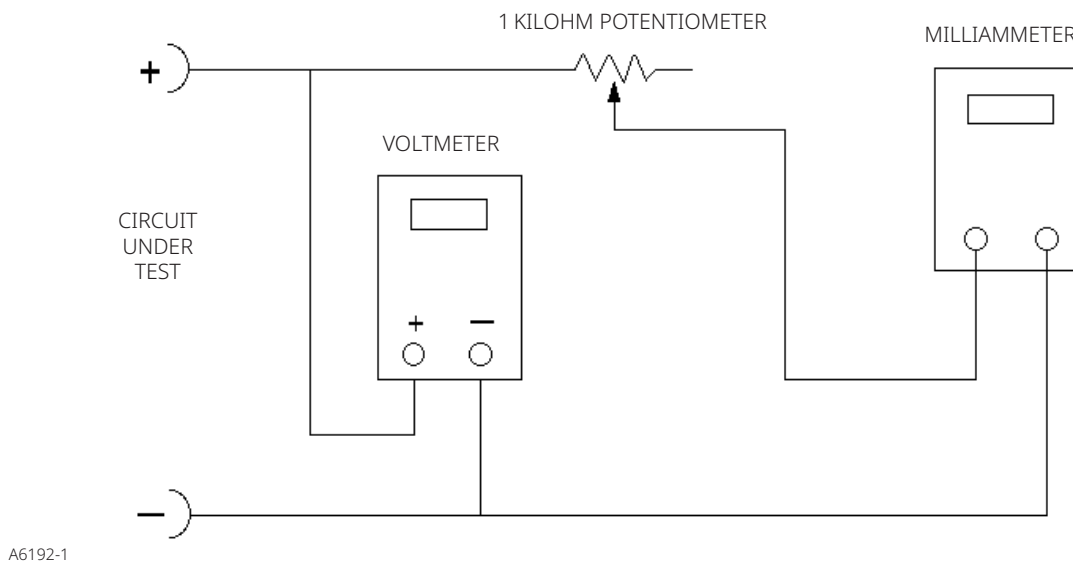 1 KILOHM POTENTIOMETER
MILLIAMMETER
+
VOLTMETER
CIRCUIT
UNDER
TEST
+ —
—
A6192-1